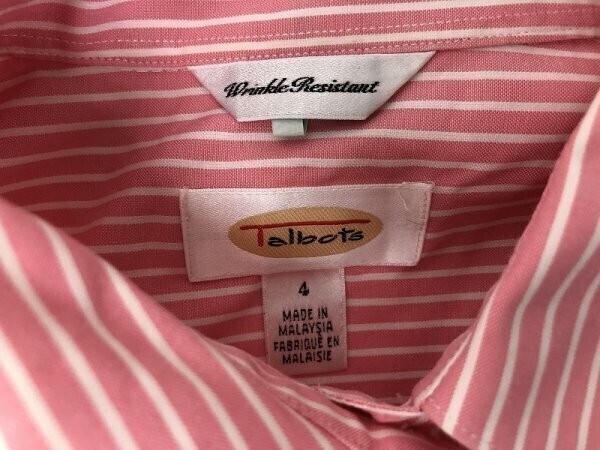 Wrinkle Resistant
Talbots
4
MADE IN
MALAYSIA
FABRIQUÉ EN
MALAISIE